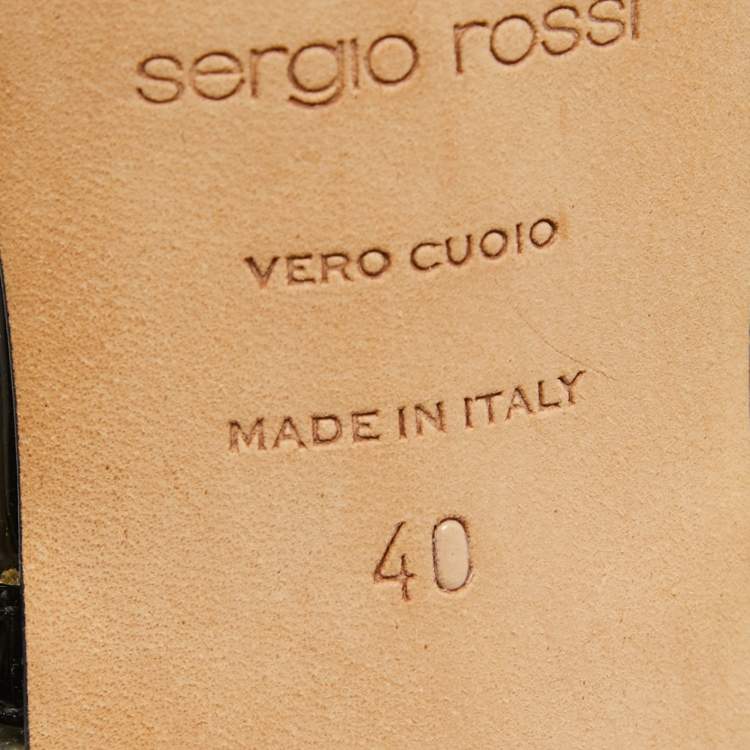 sergio rossi
VERO CUOIO
MADE IN ITALY
40